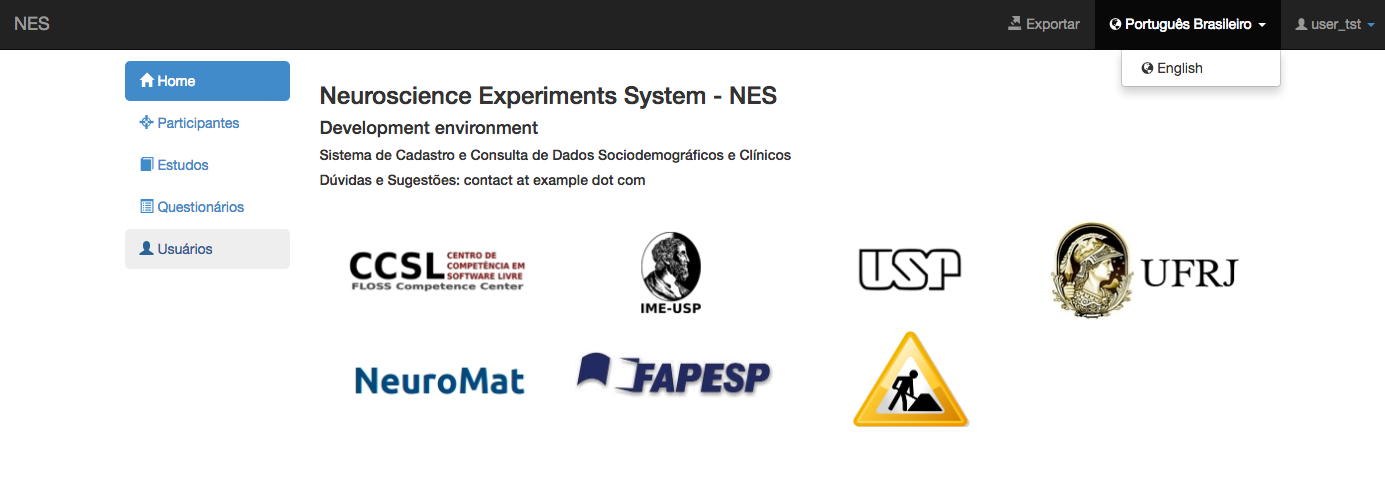 NES
Exportar
Português Brasileiro
user_tst
English
Home
Participantes
Estudos
Questionários
Usuários
Neuroscience Experiments System - NES
Development environment
Sistema de Cadastro e Consulta de Dados Sociodemográficos e Clínicos
Dúvidas e Sugestões: contact at example dot com
CCSL
CENTRO DE
COMPETÊNCIA EM
SOFTWARE LIVRE
FLOSS Competence Center
IME-USP
USP
UFRJ
NeuroMat
FAPESP